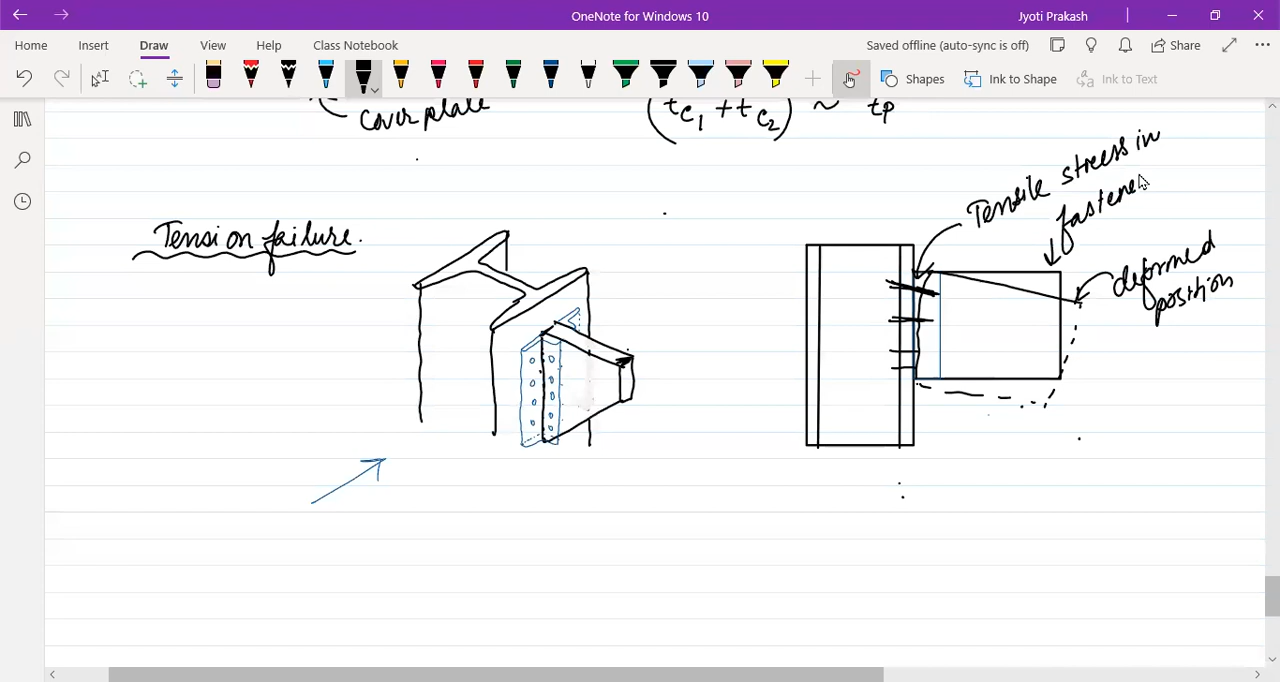 OneNote for Windows 10
Jyoti Prakash
Home Insert Draw View Help Class Notebook
Saved offline (auto-sync is off)
Share
Shapes
Ink to Shape
Ink to Text
cover plate
(tc1 + tc2) ~ tp
Tension failure.
Tensile stress in
fastene
deformed
position